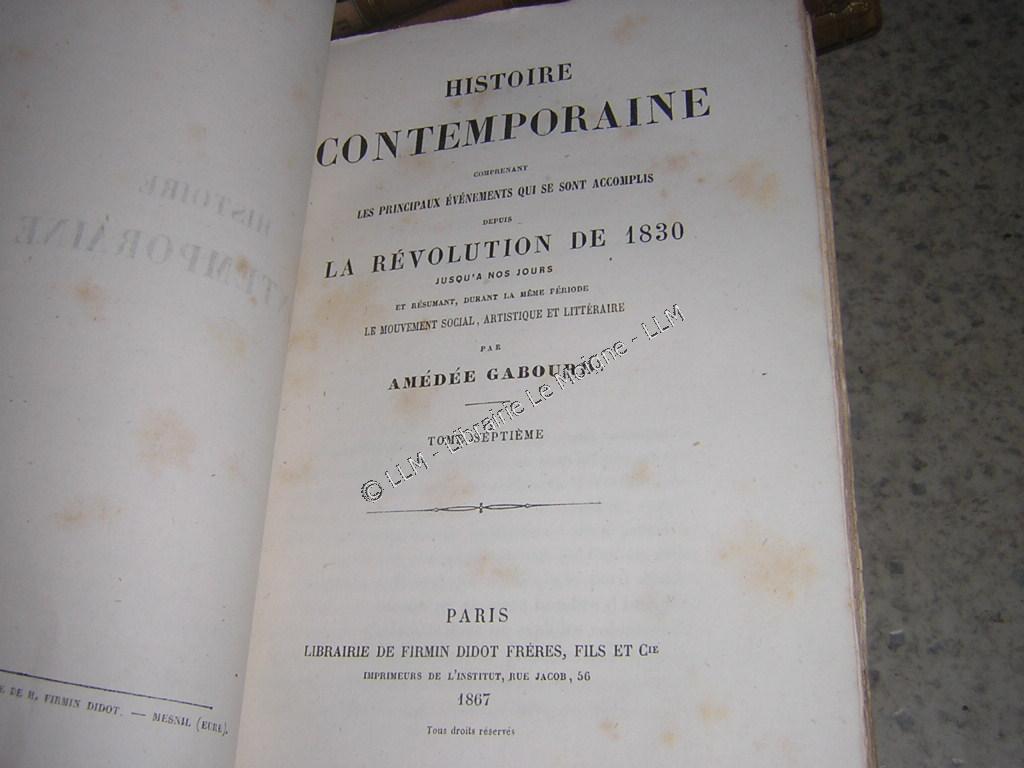 HISTOIRE
CONTEMPORAINE
COMPRENANT
LES PRINCIPAUX ÉVÉNEMENTS QUI SE SONT ACCOMPLIS
DEPUIS
LA RÉVOLUTION DE 1830
JUSQU'A NOS JOURS
ET RÉSUMANT, DURANT LA MÊME PÉRIODE
LE MOUVEMENT SOCIAL, ARTISTIQUE ET LITTÉRAIRE
PAR
AMÉDÉE GABOURD
TOME SEPTIÈME
© LLM - Librairie Le Moigne - LLM
PARIS
LIBRAIRIE DE FIRMIN DIDOT FRÈRES, FILS ET CIE
IMPRIMEURS DE L'INSTITUT, RUE JACOB, 56
1867
Tous droits réservés
DE H. FIRMIN DIDOT. — MESNIL (EURE).